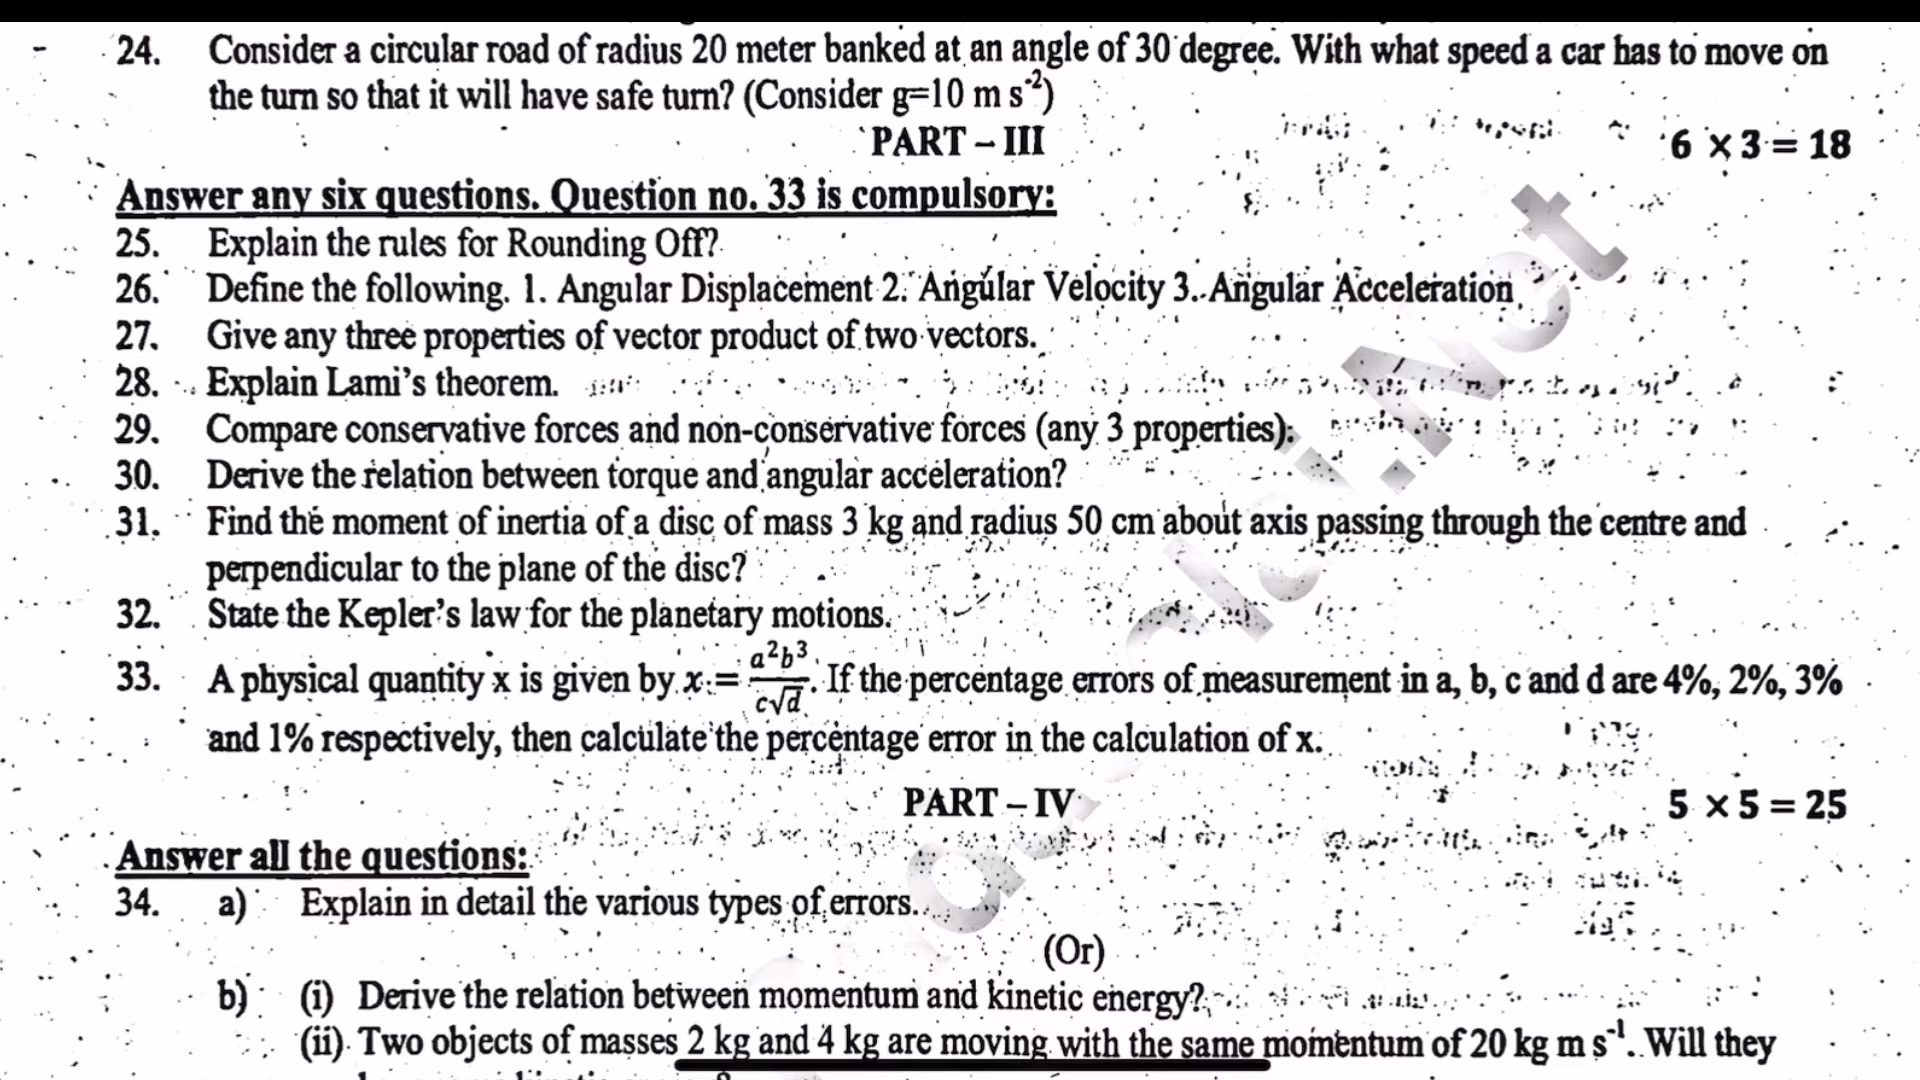 24. Consider a circular road of radius 20 meter banked at an angle of 30 degree. With what speed a car has to move on
the turn so that it will have safe turn? (Consider g=10 m s⁻²)
PART – III 6 × 3 = 18
Answer any six questions. Question no. 33 is compulsory:
25. Explain the rules for Rounding Off?
26. Define the following. 1. Angular Displacement 2. Angular Velocity 3. Angular Acceleration
27. Give any three properties of vector product of two vectors.
28. Explain Lami's theorem.
29. Compare conservative forces and non-conservative forces (any 3 properties).
30. Derive the relation between torque and angular acceleration?
31. Find the moment of inertia of a disc of mass 3 kg and radius 50 cm about axis passing through the centre and
perpendicular to the plane of the disc?
32. State the Kepler's law for the planetary motions.
33. A physical quantity x is given by x = a²b³/c√d. If the percentage errors of measurement in a, b, c and d are 4%, 2%, 3%
and 1% respectively, then calculate the percentage error in the calculation of x.
PART – IV 5 × 5 = 25
Answer all the questions:
34. a) Explain in detail the various types of errors.
(Or)
b) (i) Derive the relation between momentum and kinetic energy?
(ii) Two objects of masses 2 kg and 4 kg are moving with the same momentum of 20 kg m s⁻¹. Will they